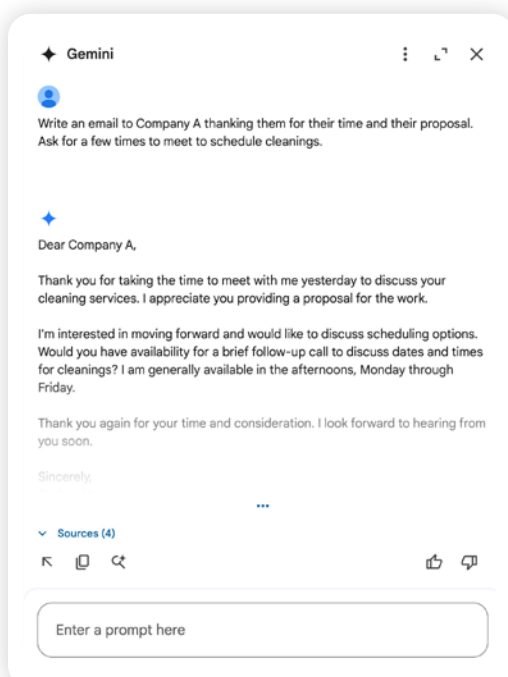 Gemini
Write an email to Company A thanking them for their time and their proposal.
Ask for a few times to meet to schedule cleanings.
Dear Company A,
Thank you for taking the time to meet with me yesterday to discuss your
cleaning services. I appreciate you providing a proposal for the work.
I'm interested in moving forward and would like to discuss scheduling options.
Would you have availability for a brief follow-up call to discuss dates and times
for cleanings? I am generally available in the afternoons, Monday through
Friday.
Thank you again for your time and consideration. I look forward to hearing from
you soon.
Sincerely,
Sources (4)
Enter a prompt here